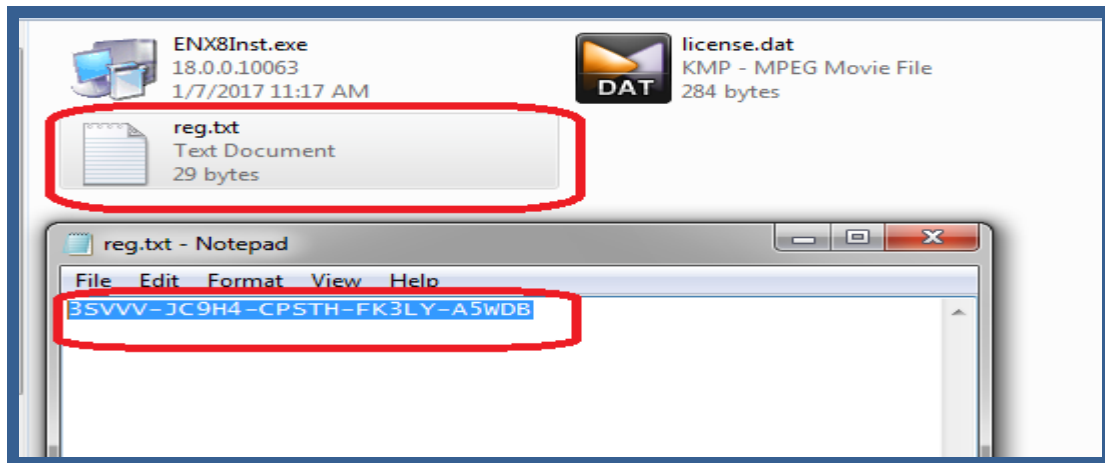 ENX8Inst.exe
18.0.0.10063
1/7/2017 11:17 AM
license.dat
KMP - MPEG Movie File
284 bytes
DAT
reg.txt
Text Document
29 bytes
reg.txt - Notepad
File Edit Format View Help
3SVVV-JC9H4-CPSTH-FK3LY-A5WDB